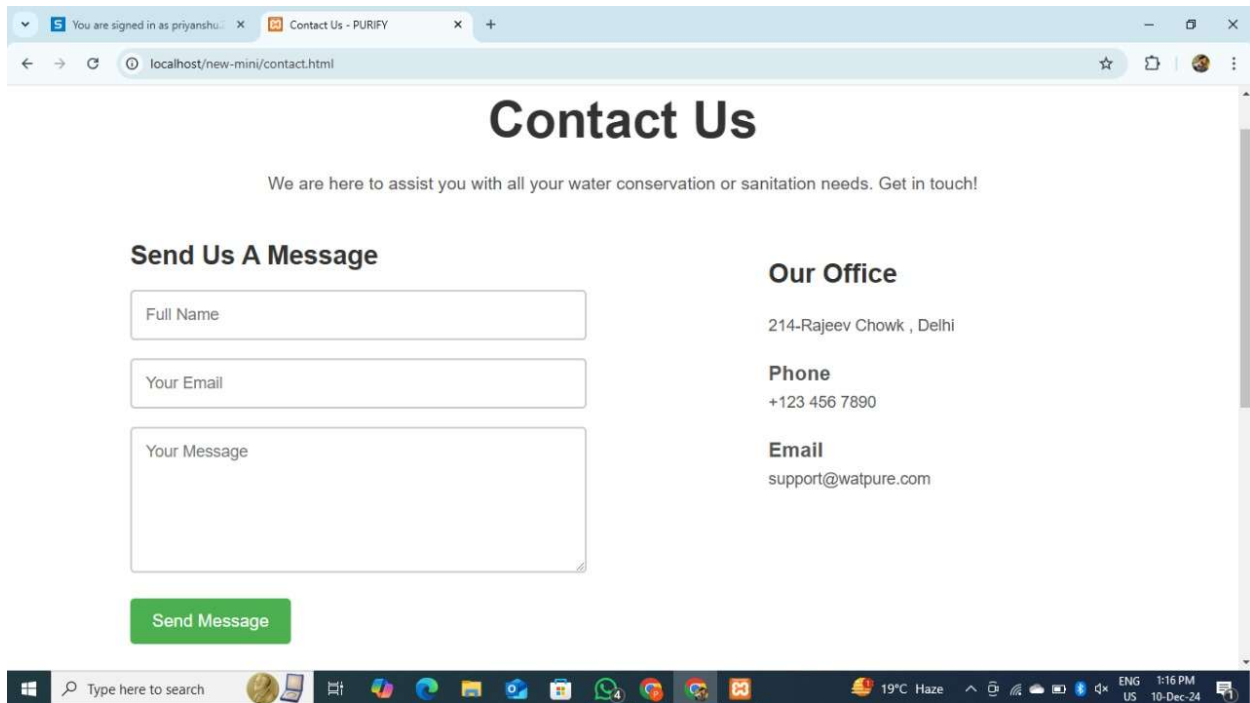 You are signed in as priyanshu.
Contact Us - PURIFY
localhost/new-mini/contact.html
Contact Us
We are here to assist you with all your water conservation or sanitation needs. Get in touch!
Send Us A Message
Full Name
Your Email
Your Message
Send Message
Our Office
214-Rajeev Chowk , Delhi
Phone
+123 456 7890
Email
support@watpure.com
Type here to search
4
19°C Haze
ENG
US
1:16 PM
10-Dec-24
1